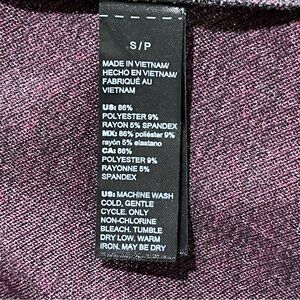 S/P
MADE IN VIETNAM/
HECHO EN VIETNAM/
FABRIQUÉ AU
VIETNAM
US: 86%
POLYESTER 9%
RAYON 5% SPANDEX
MX: 86% poliéster 9%
rayón 5% elastano
CA: 86%
POLYESTER 9%
RAYONNE 5%
SPANDEX
US: MACHINE WASH
COLD, GENTLE
CYCLE. ONLY
NON-CHLORINE
BLEACH. TUMBLE
DRY LOW. WARM
IRON. MAY BE DRY